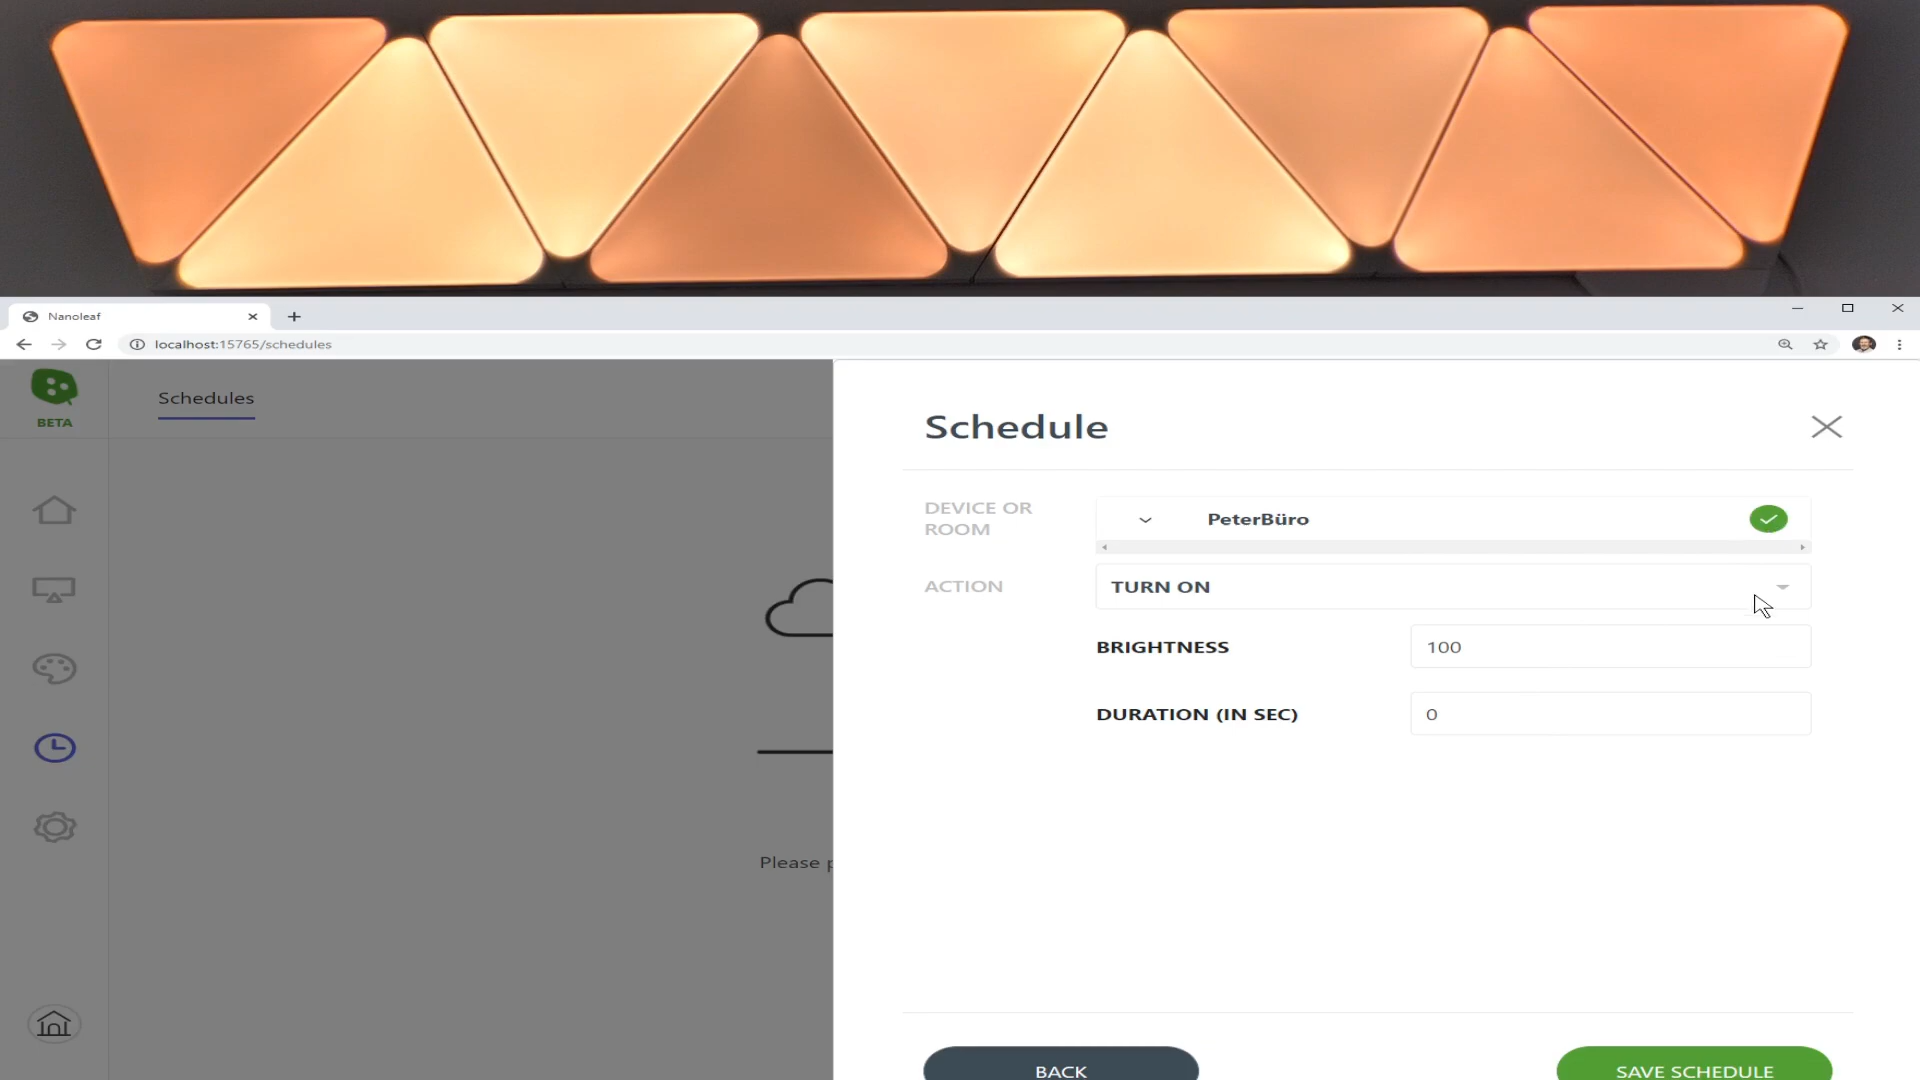 Nanoleaf
localhost:15765/schedules
BETA
Schedules
Please
Schedule
DEVICE OR
ROOM
PeterBüro
ACTION
TURN ON
BRIGHTNESS
100
DURATION (IN SEC)
0
BACK
SAVE SCHEDULE